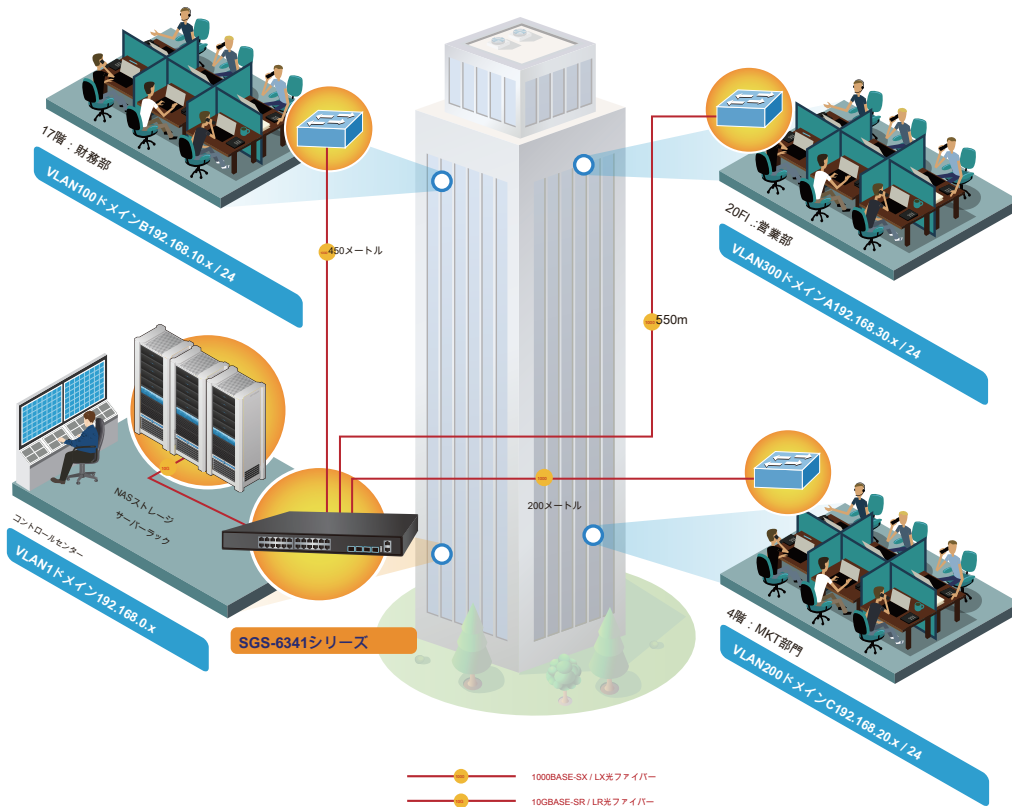 17階：財務部
VLAN100ドメインB192.168.10.x / 24
450メートル
20Fl .:営業部
VLAN300ドメインA192.168.30.x / 24
550m
NASストレージ
サーバーラック
コントロールセンター
VLAN1ドメイン192.168.0.x
SGS-6341シリーズ
200メートル
4階：MKT部門
VLAN200ドメインC192.168.20.x / 24
1000BASE-SX / LX光ファイバー
10GBASE-SR / LR光ファイバー